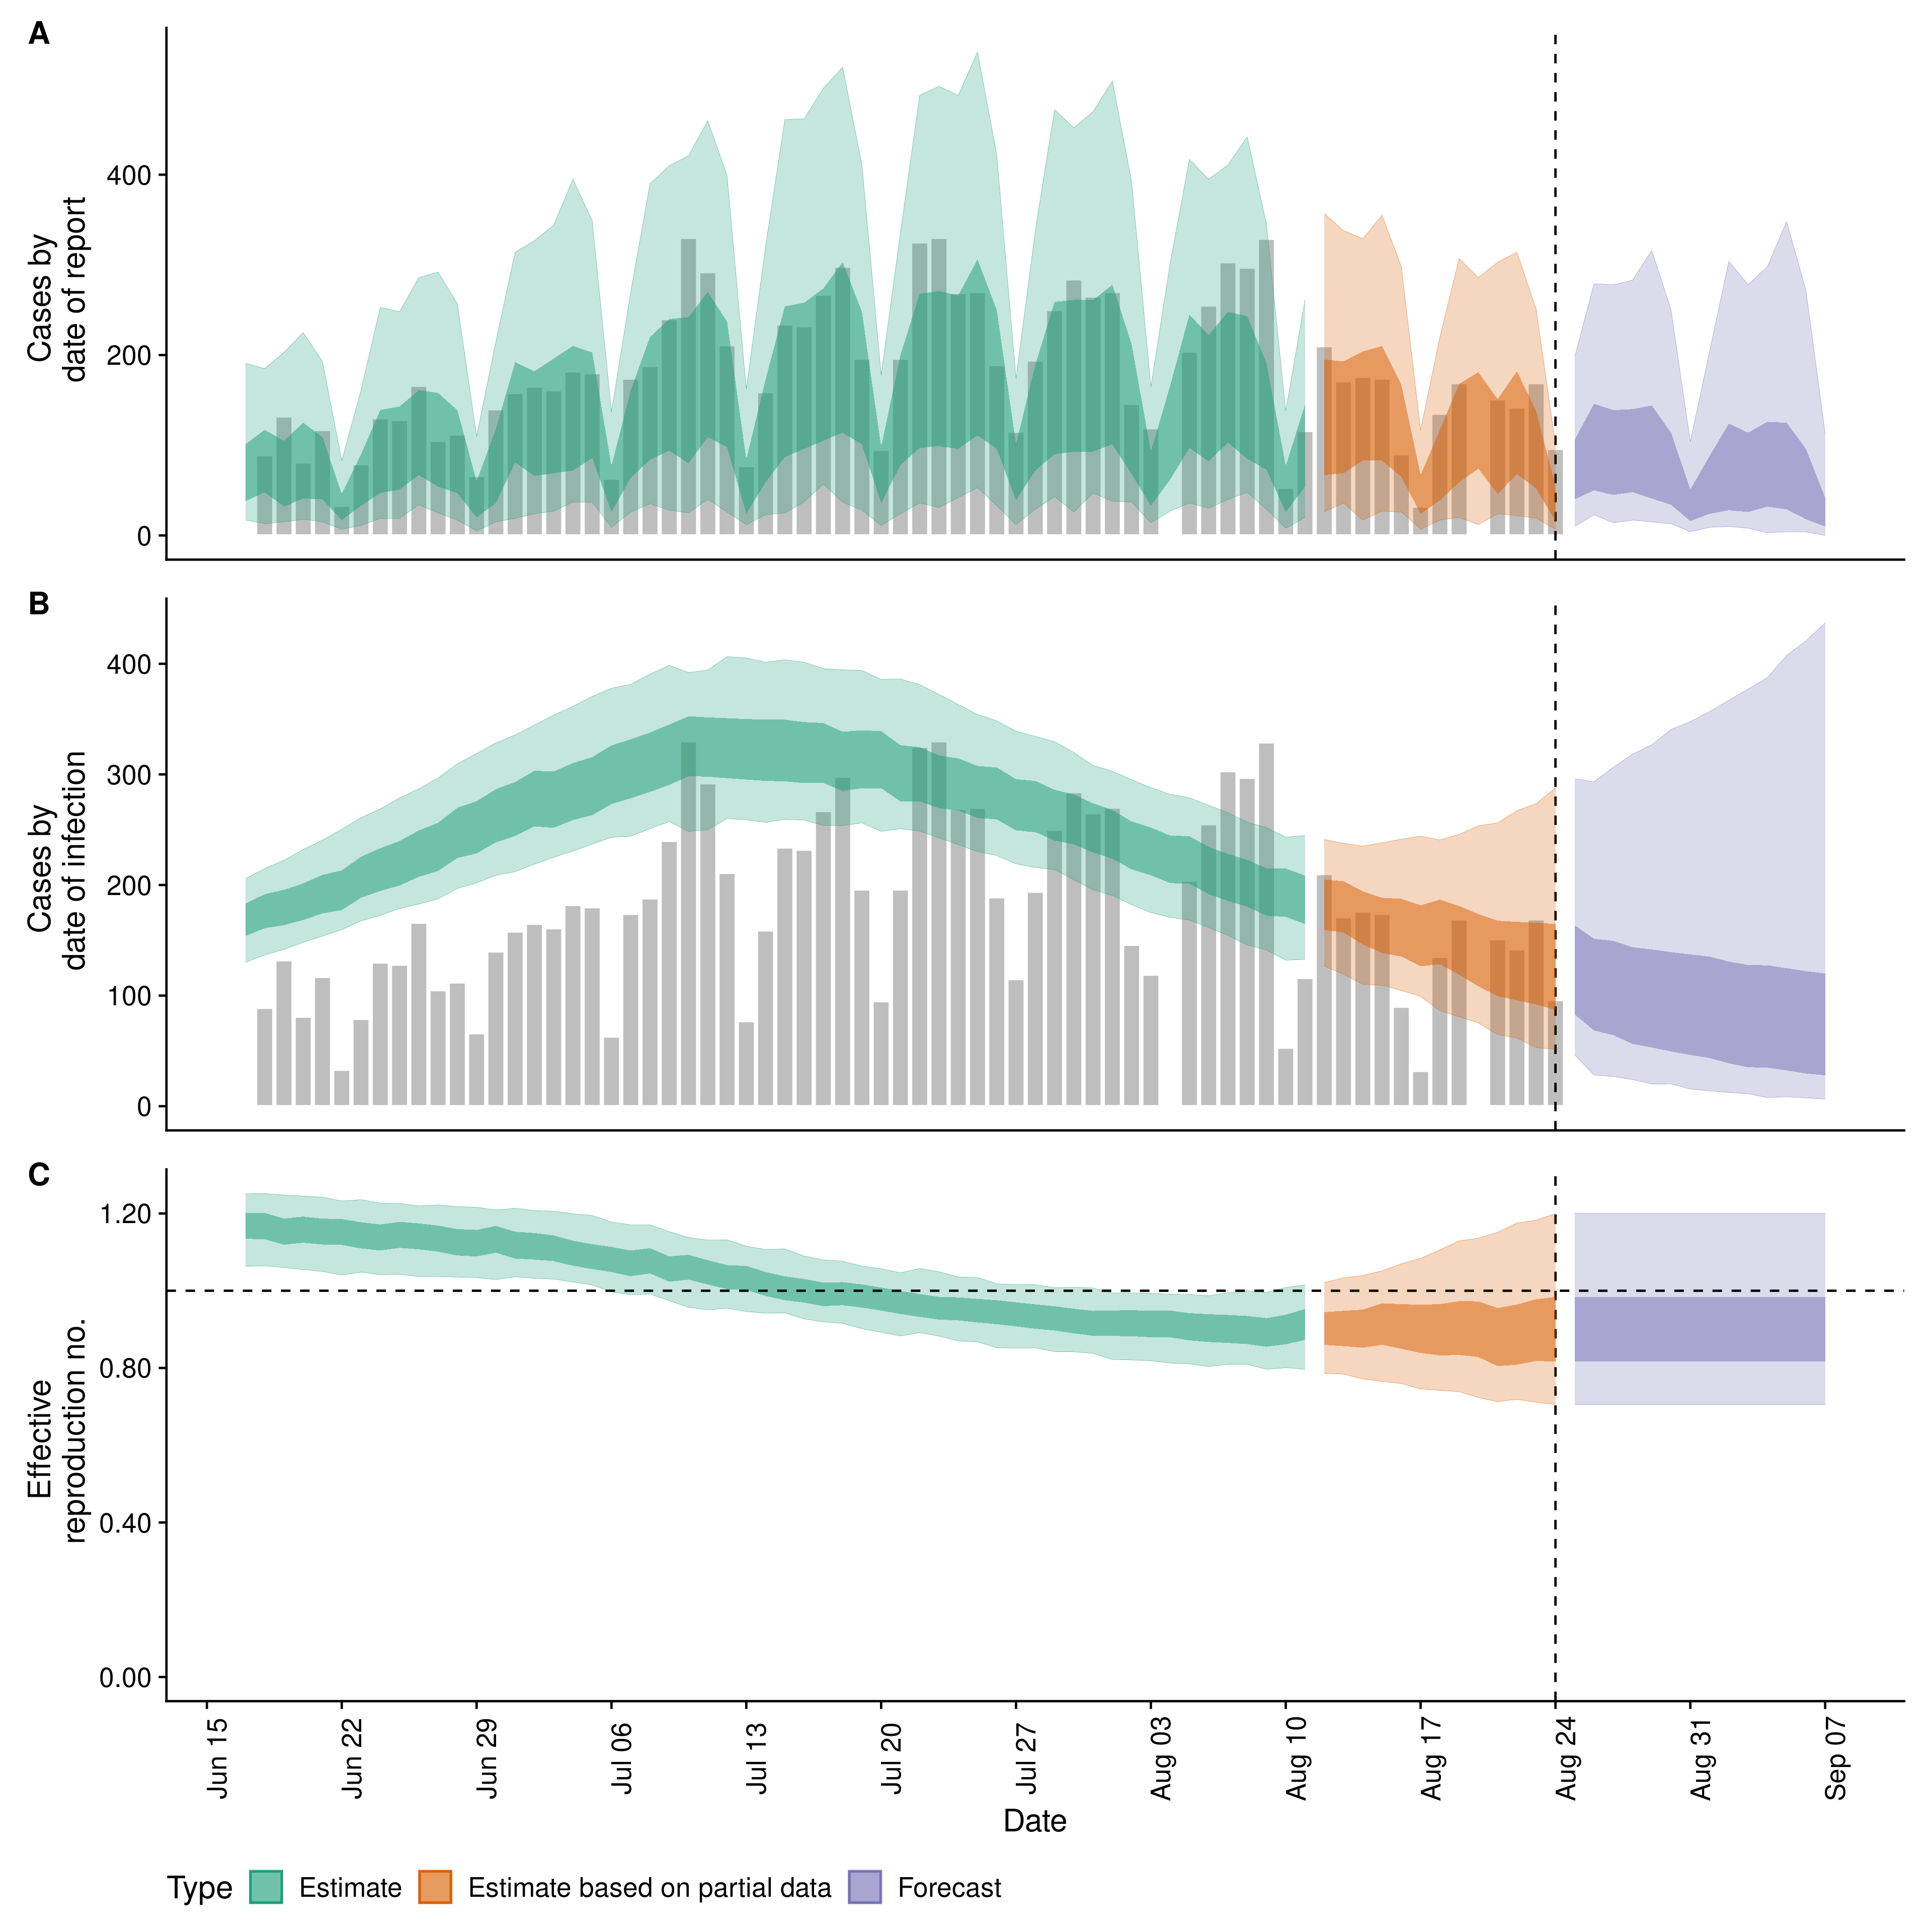 A
Cases by
date of report
400
200
0
B
Cases by
date of infection
400
300
200
100
0
C
Effective
reproduction no.
1.20
0.80
0.40
0.00
Jun 15
Jun 22
Jun 29
Jul 06
Jul 13
Jul 20
Jul 27
Aug 03
Aug 10
Aug 17
Aug 24
Aug 31
Sep 07
Date
Type Estimate Estimate based on partial data Forecast